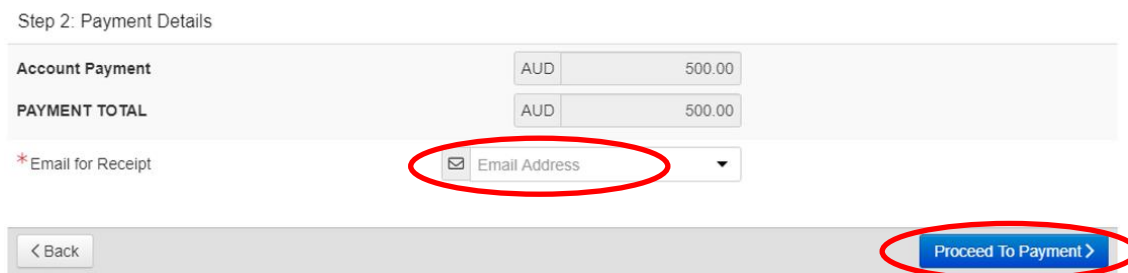 Step 2: Payment Details
Account Payment AUD 500.00
PAYMENT TOTAL AUD 500.00
*Email for Receipt Email Address
< Back Proceed To Payment >